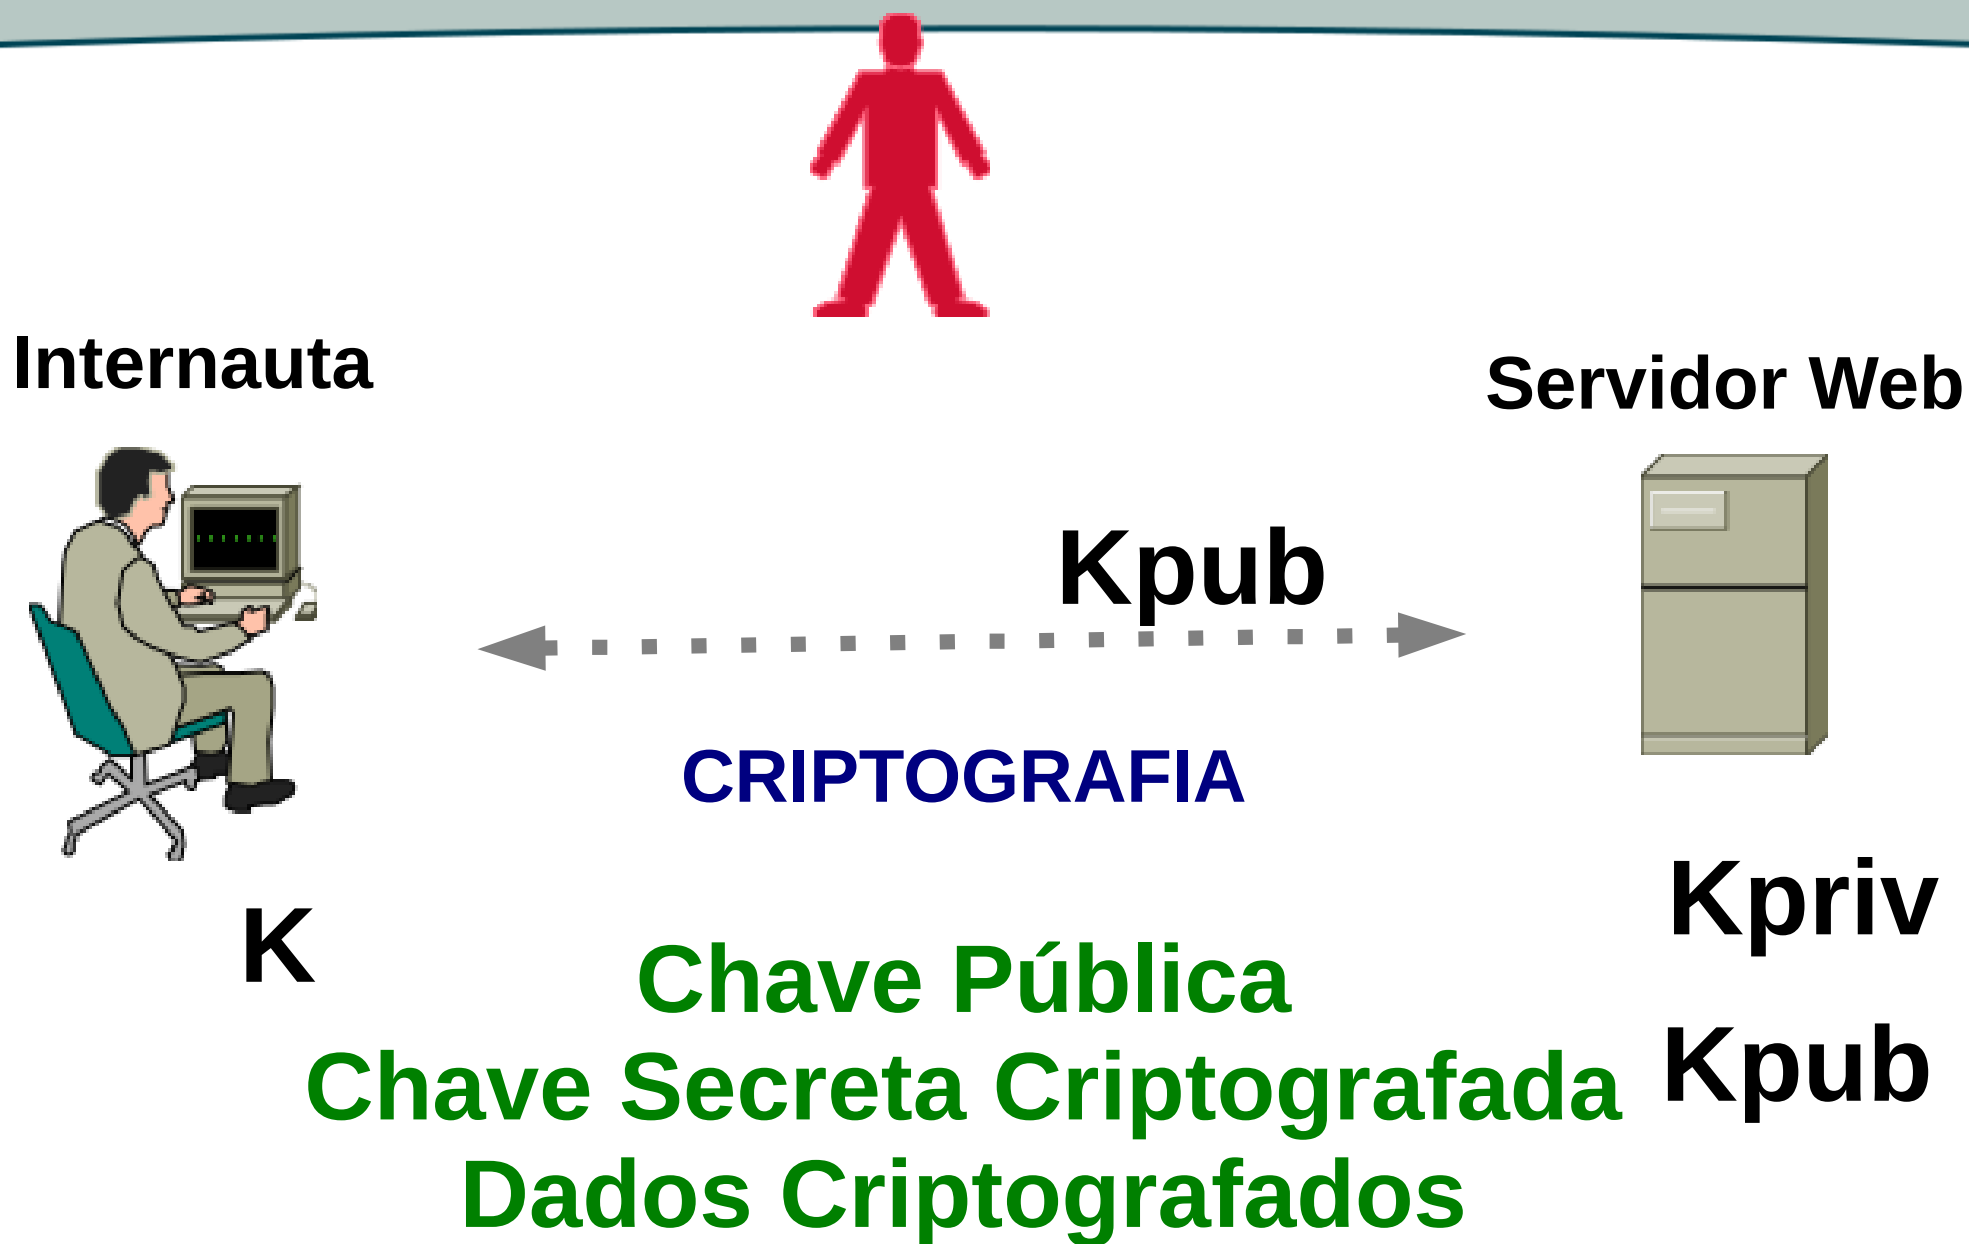 Internauta
Servidor Web
Kpub
CRIPTOGRAFIA
Kpriv
K
Chave Pública
Kpub
Chave Secreta Criptografada
Dados Criptografados